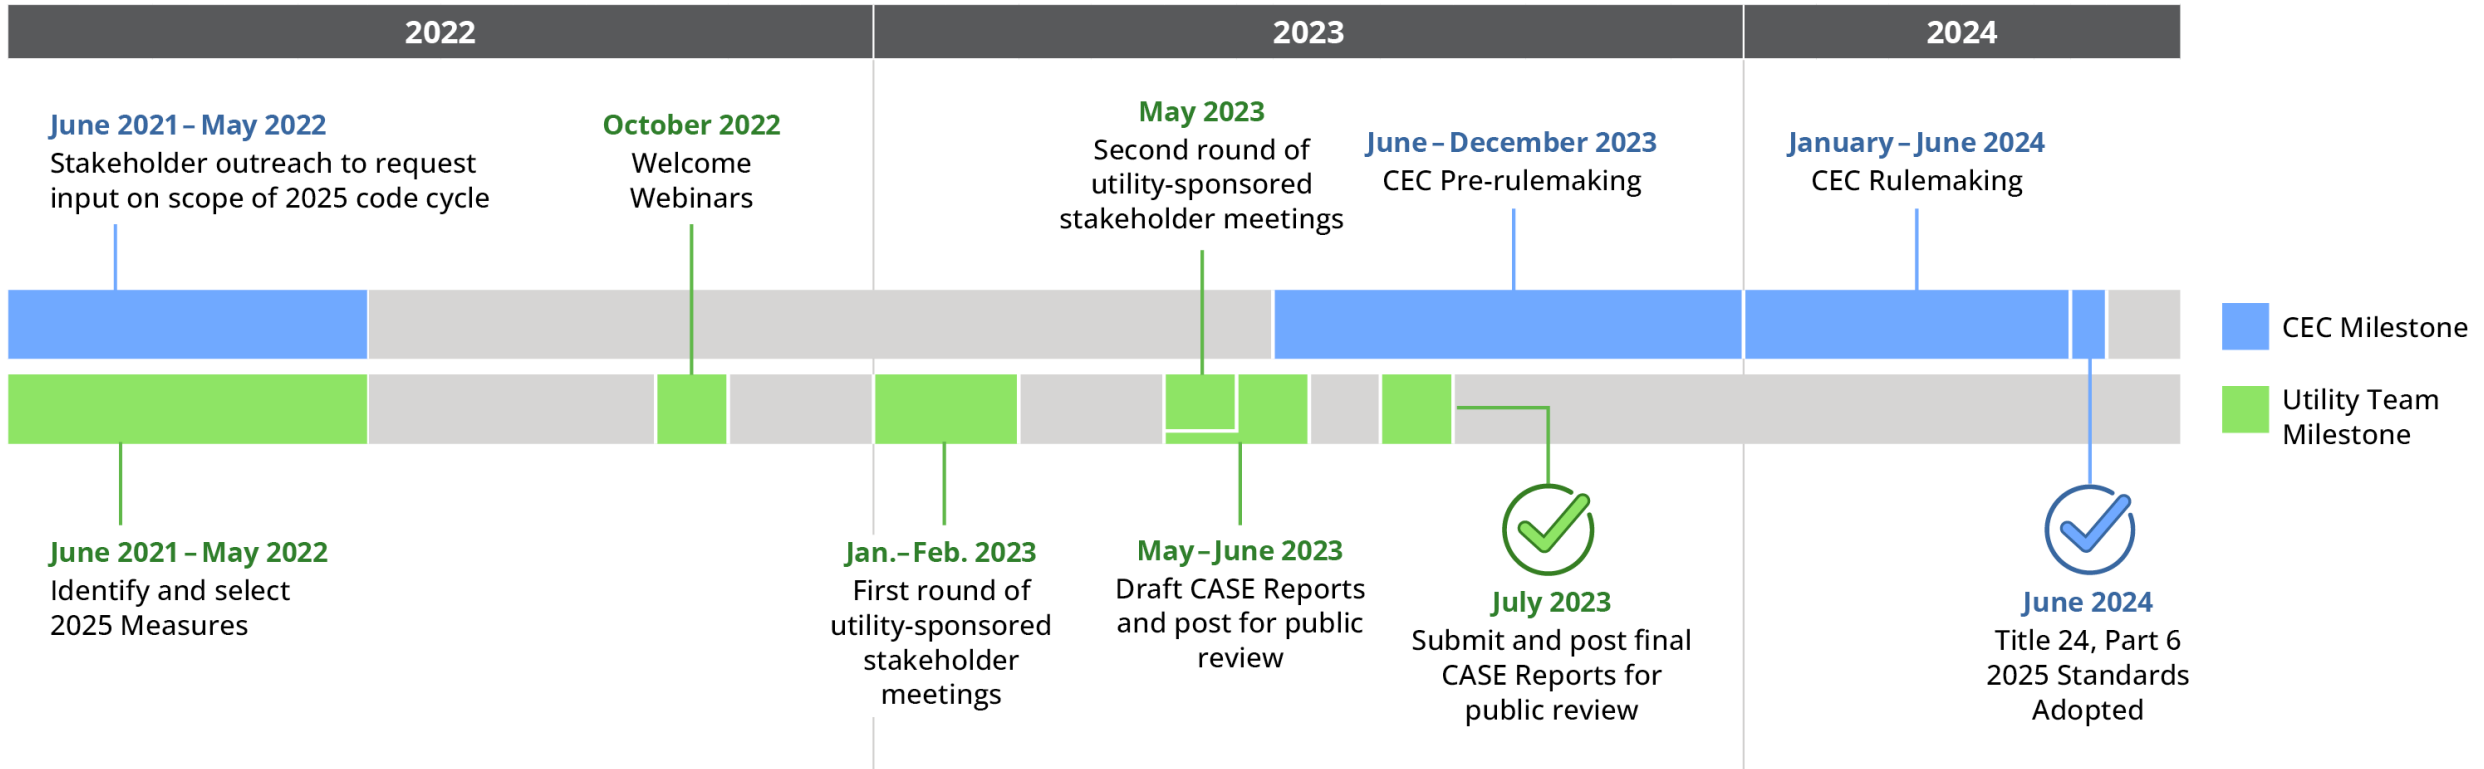 2022
2023
2024
June 2021 – May 2022
Stakeholder outreach to request
input on scope of 2025 code cycle
October 2022
Welcome
Webinars
May 2023
Second round of
utility-sponsored
stakeholder meetings
June – December 2023
CEC Pre-rulemaking
January – June 2024
CEC Rulemaking
CEC Milestone
Utility Team
Milestone
June 2021 – May 2022
Identify and select
2025 Measures
Jan. – Feb. 2023
First round of
utility-sponsored
stakeholder
meetings
May – June 2023
Draft CASE Reports
and post for public
review
July 2023
Submit and post final
CASE Reports for
public review
June 2024
Title 24, Part 6
2025 Standards
Adopted